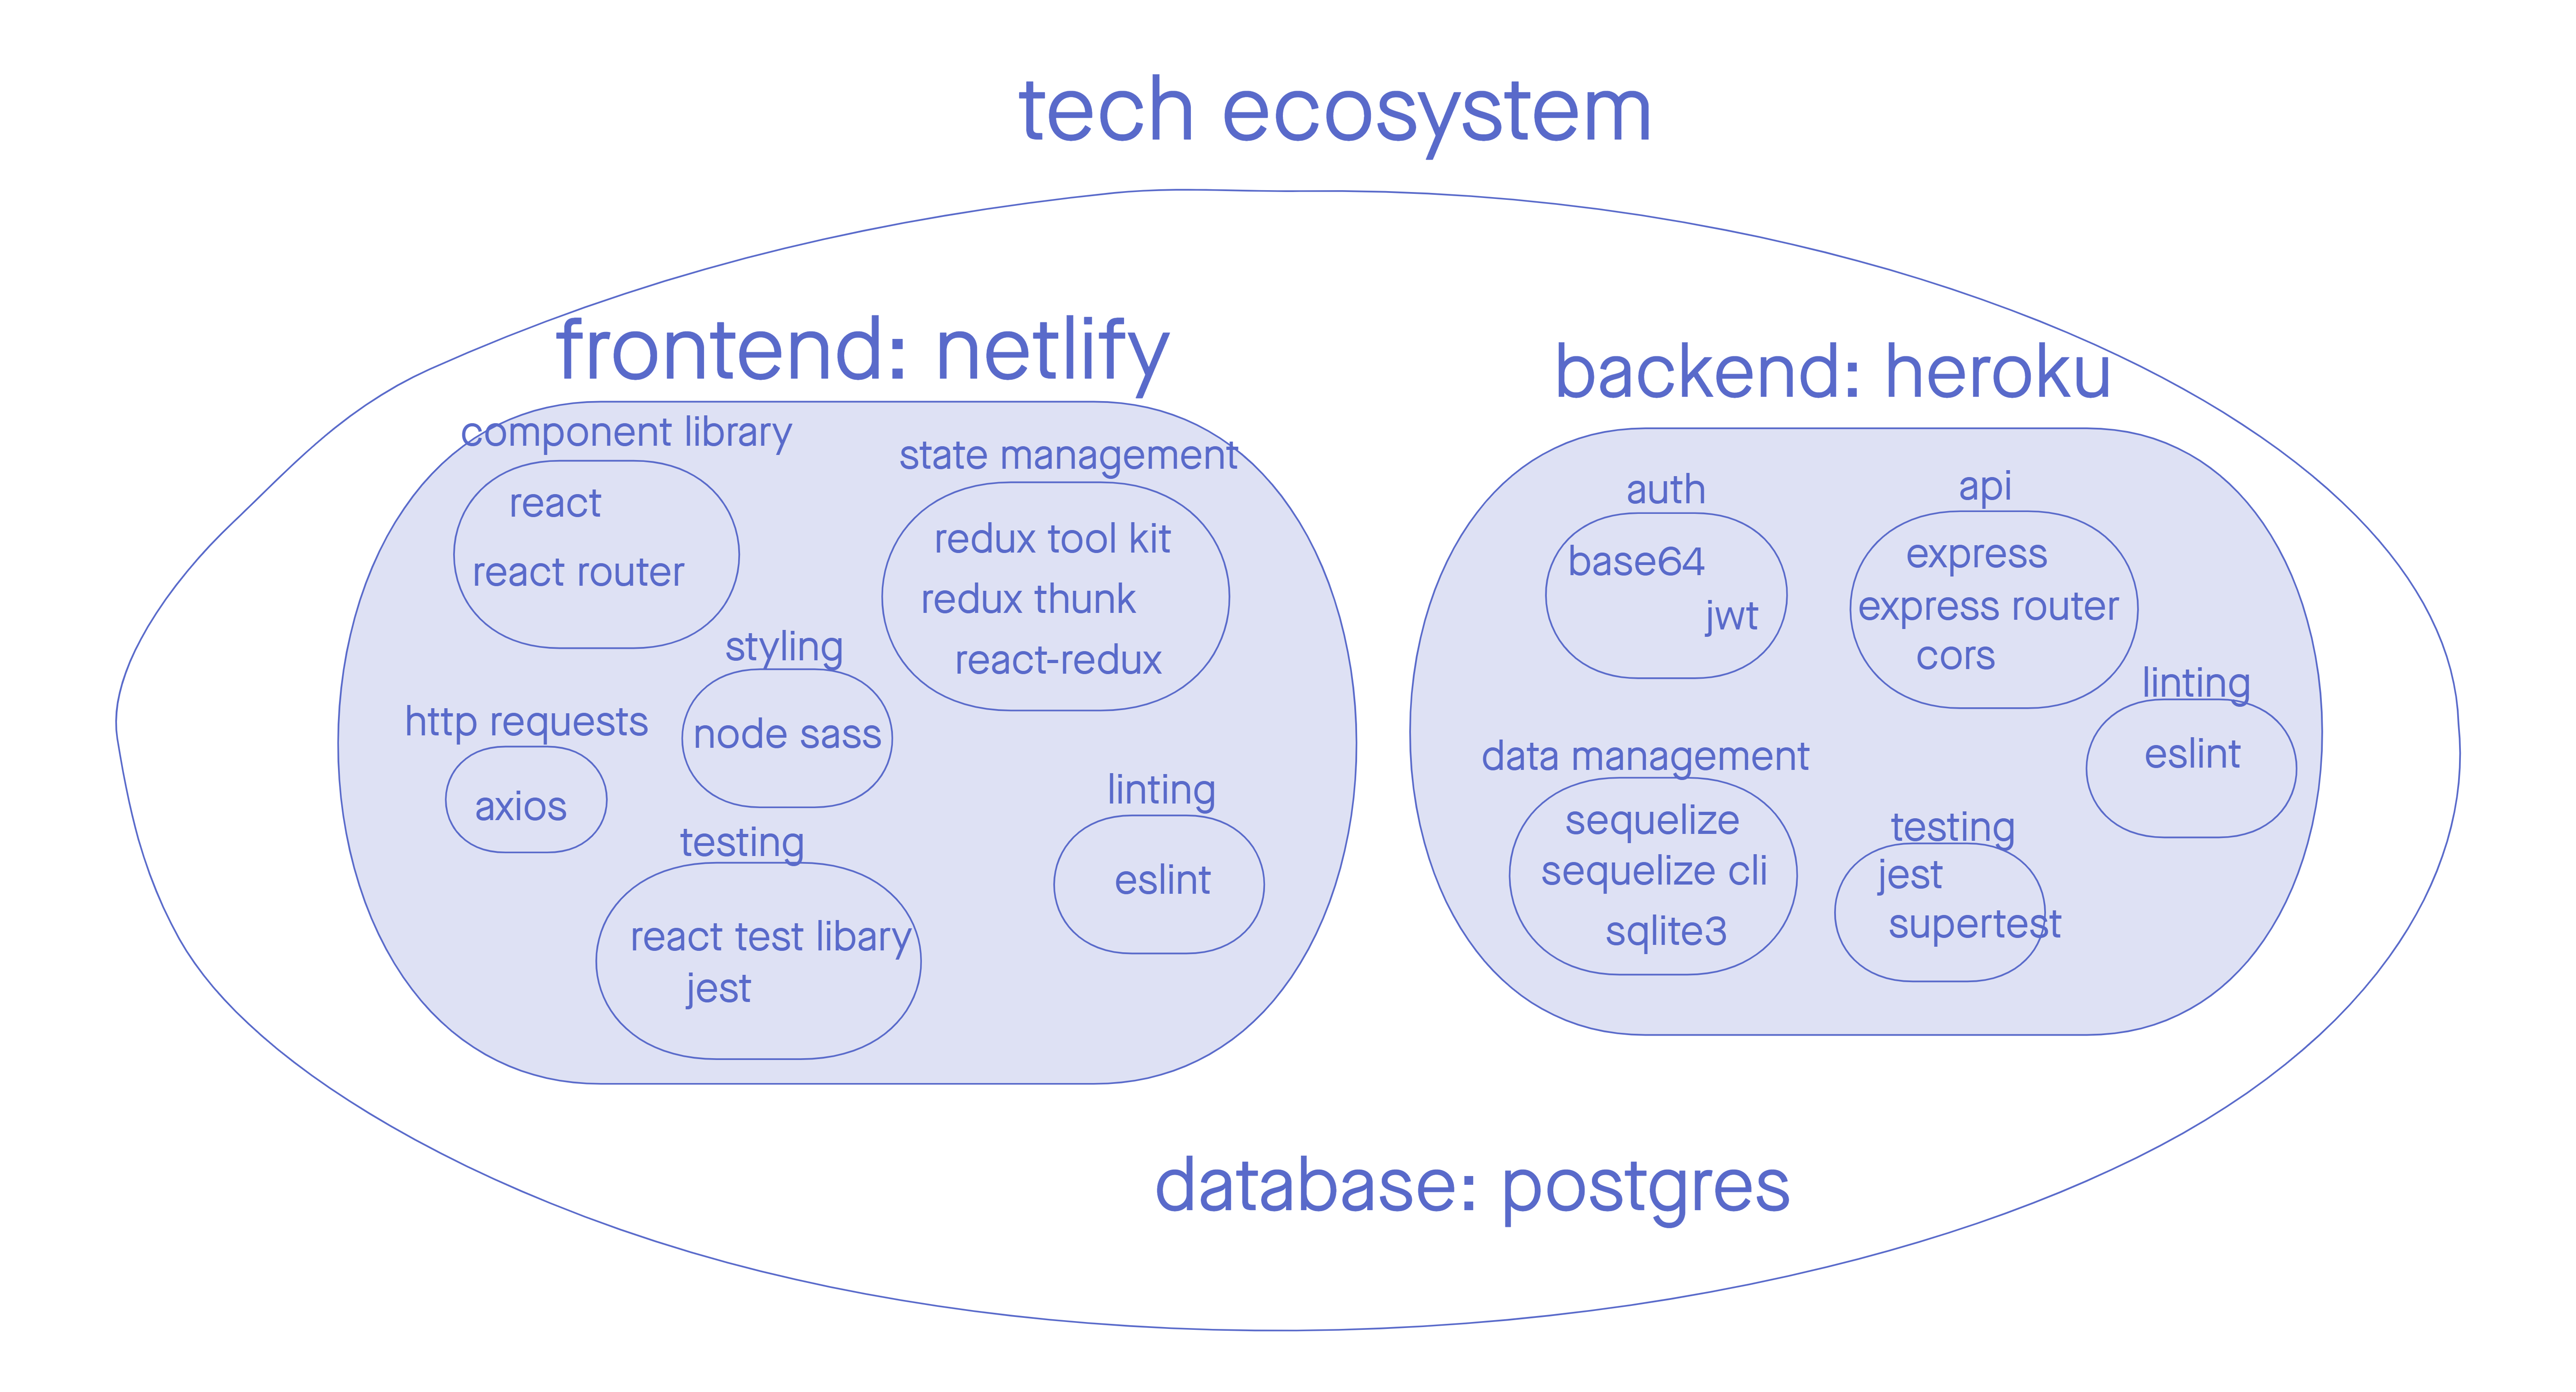 tech ecosystem
frontend: netlify
component library
react
react router
state management
redux tool kit
redux thunk
react-redux
styling
node sass
http requests
axios
testing
react test libary
jest
linting
eslint
backend: heroku
auth
base64
jwt
api
express
express router
cors
linting
eslint
data management
sequelize
sequelize cli
sqlite3
testing
jest
supertest
database: postgres